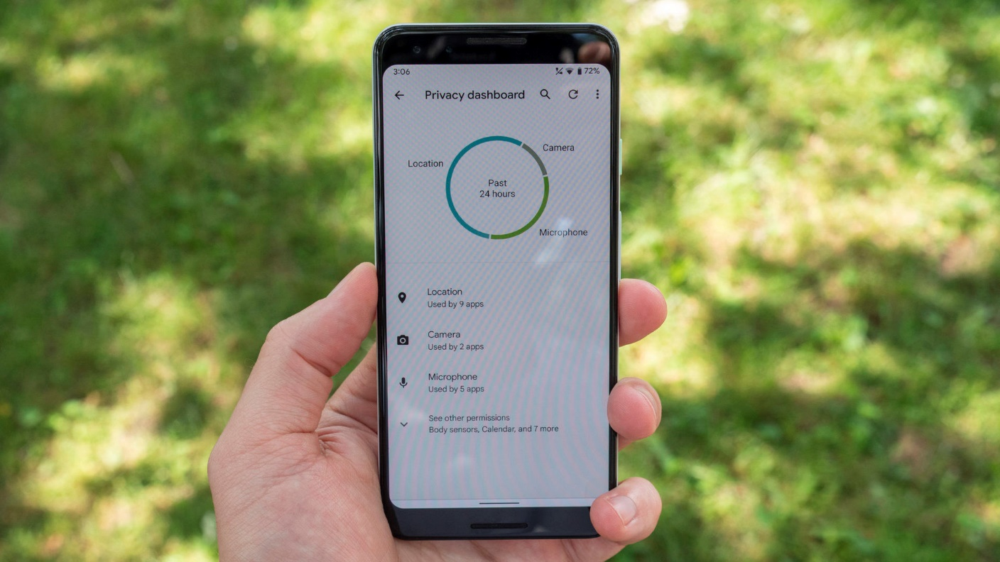 3:06
72%
Privacy dashboard
Camera
Location
Past
24 hours
Microphone
Location
Used by 9 apps
Camera
Used by 2 apps
Microphone
Used by 5 apps
See other permissions
Body sensors, Calendar, and 7 more